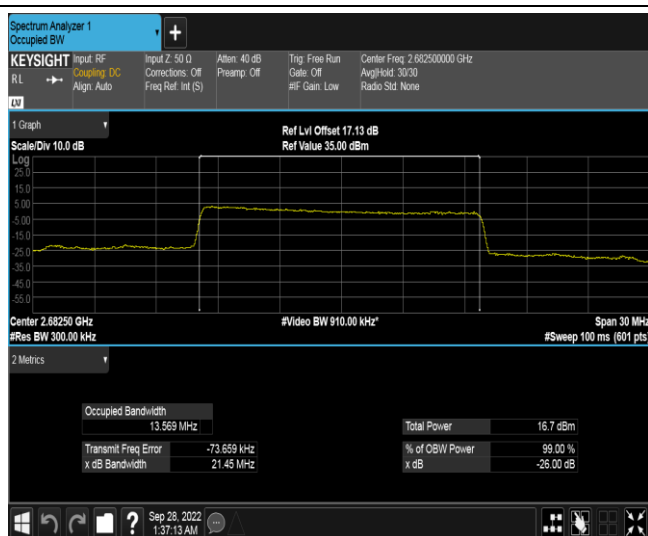 Spectrum Analyzer 1
Occupied BW
+
KEYSIGHT Input: RF Input Z: 50 Ω Atten: 40 dB Trig: Free Run Center Freq: 2.682500000 GHz
RL Coupling: DC Corrections: Off Preamp: Off Gate: Off Avg|Hold: 30/30
Align: Auto Freq Ref: Int (S) #IF Gain: Low Radio Std: None
LXI
1 Graph
Ref Lvl Offset 17.13 dB
Scale/Div 10.0 dB Ref Value 35.00 dBm
Log
25.0
15.0
5.00
-5.00
-15.0
-25.0
-35.0
-45.0
-55.0
Center 2.68250 GHz #Video BW 910.00 kHz* Span 30 MHz
#Res BW 300.00 kHz #Sweep 100 ms (601 pts)
2 Metrics
Occupied Bandwidth
13.569 MHz Total Power 16.7 dBm
Transmit Freq Error -73.659 kHz % of OBW Power 99.00 %
x dB Bandwidth 21.45 MHz x dB -26.00 dB
? Sep 28, 2022
1:37:13 AM